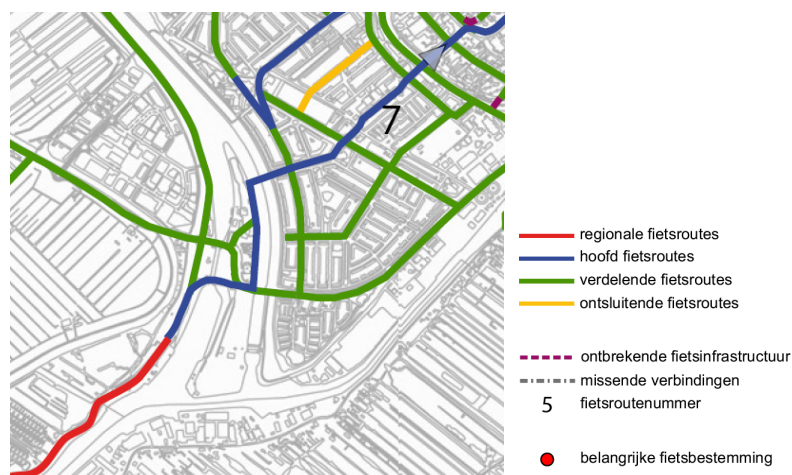 7
regionale fietsroutes
hoofd fietsroutes
verdelende fietsroutes
ontsluitende fietsroutes
ontbrekende fietsinfrastructuur
missende verbindingen
5 fietsroutenummer
belangrijke fietsbestemming